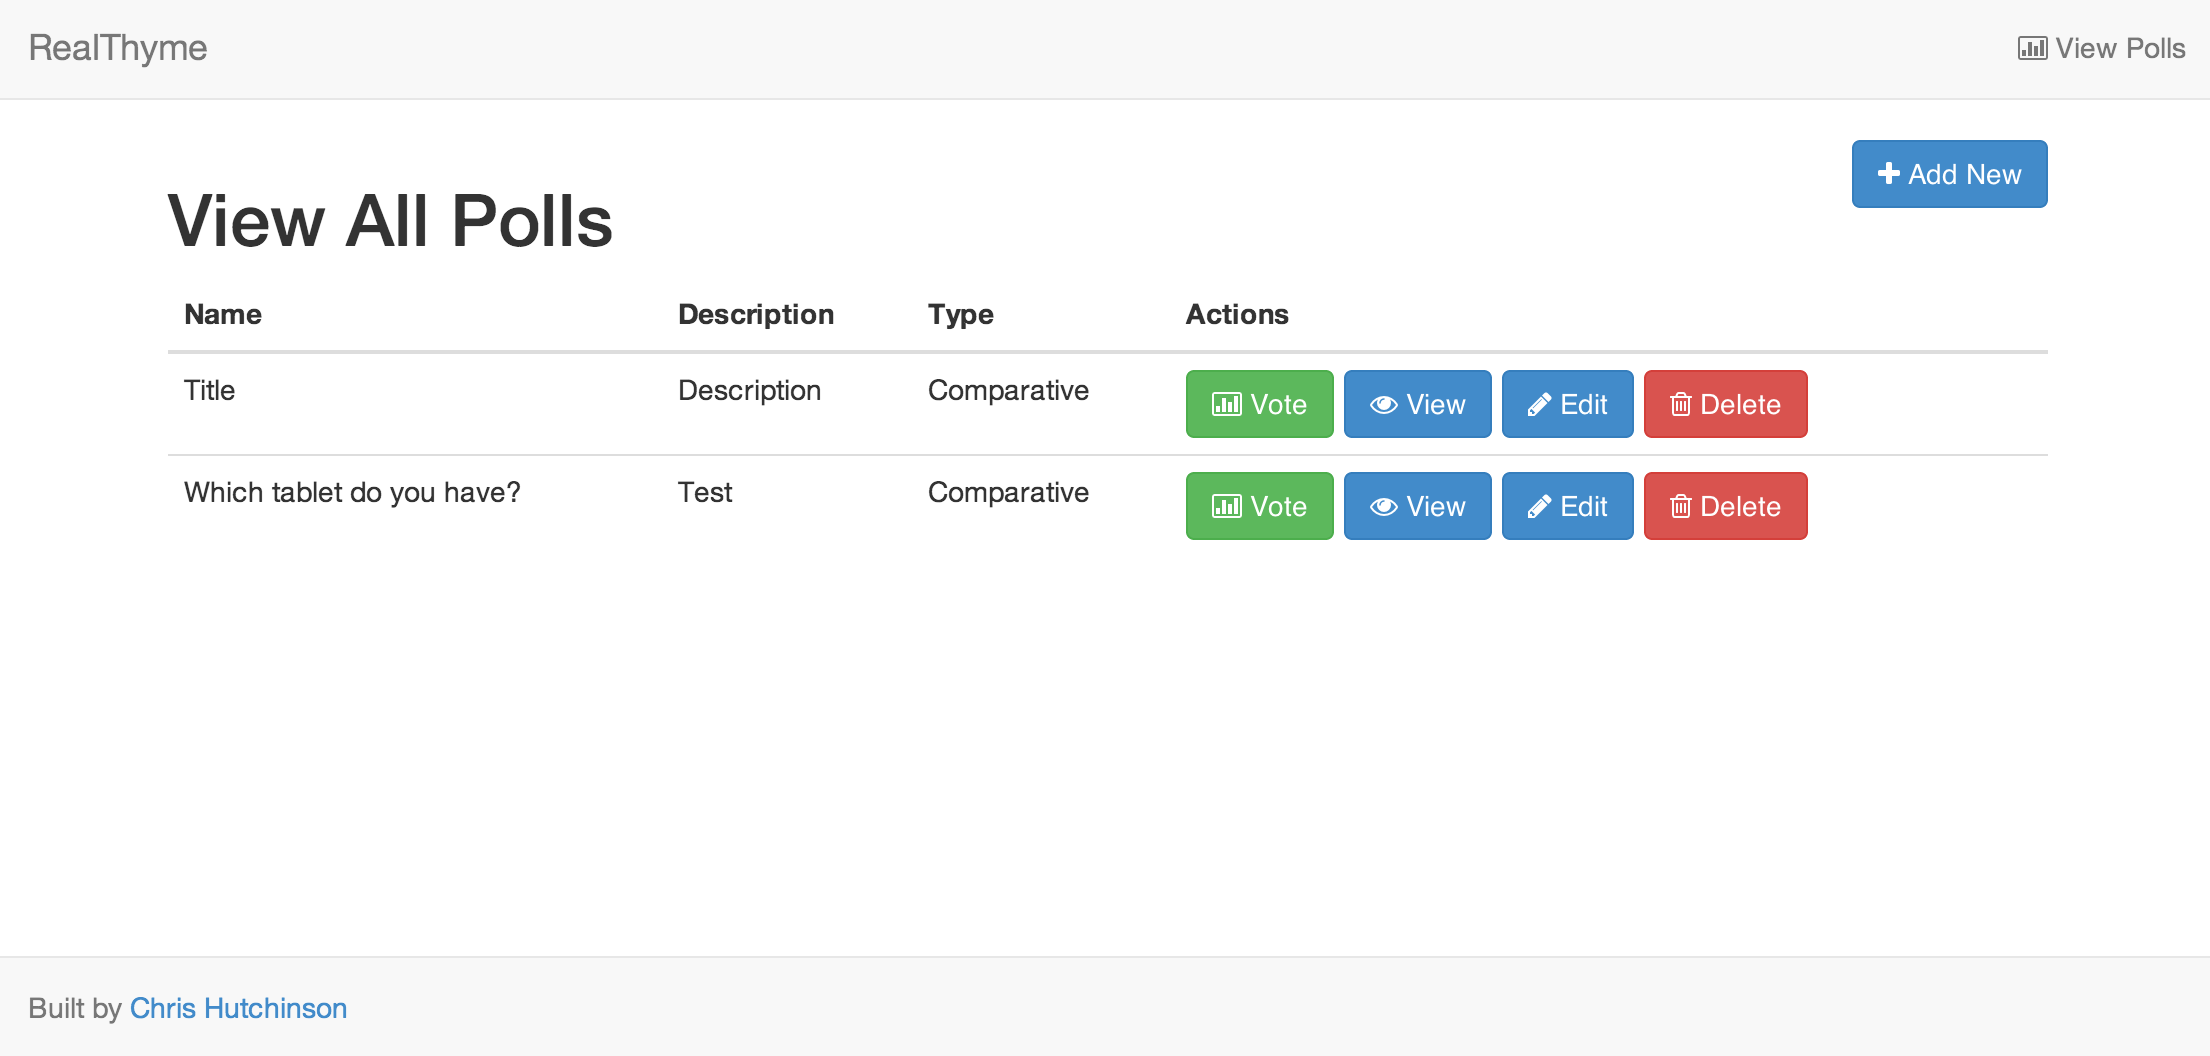 RealThyme View Polls
Add New
View All Polls
Name Description Type Actions
Title Description Comparative Vote View Edit Delete
Which tablet do you have? Test Comparative Vote View Edit Delete
Built by Chris Hutchinson